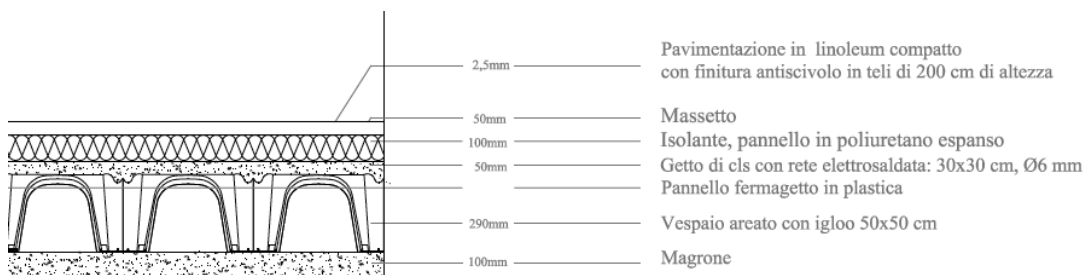 2,5mm Pavimentazione in linoleum compatto
con finitura antiscivolo in teli di 200 cm di altezza
50mm Massetto
100mm Isolante, pannello in poliuretano espanso
50mm Getto di cls con rete elettrosaldata: 30x30 cm, Ø6 mm
Pannello fermagetto in plastica
290mm Vespaio areato con igloo 50x50 cm
100mm Magrone